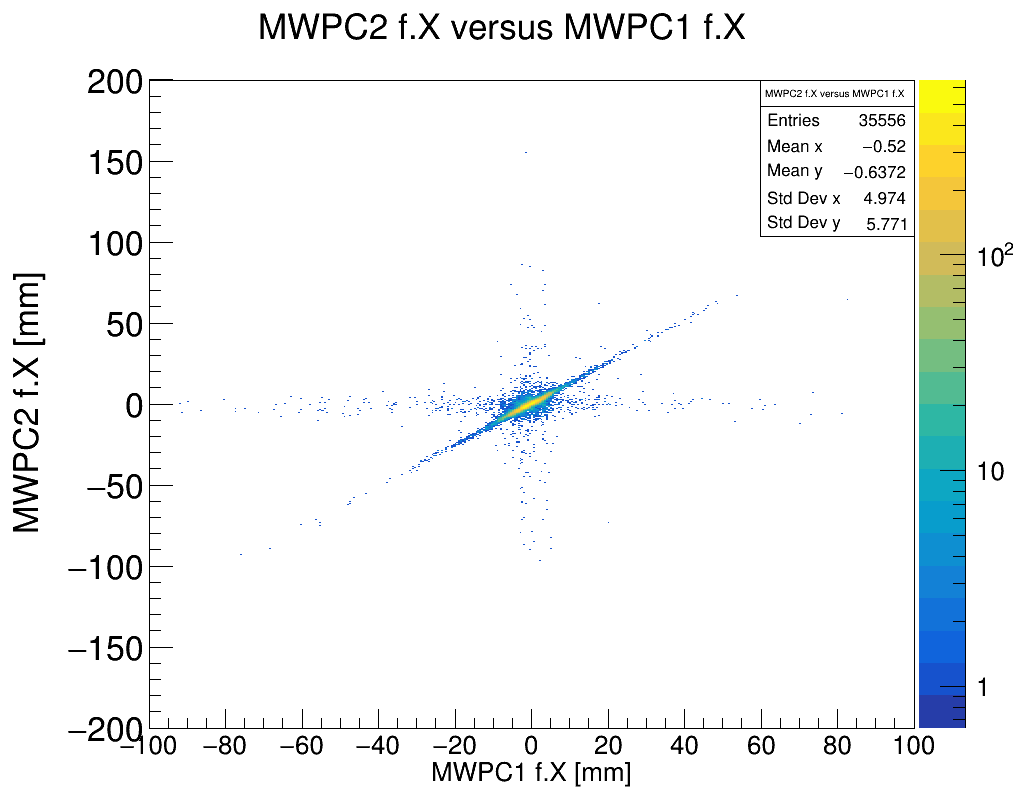 MWPC2 f.X versus MWPC1 f.X
MWPC2 f.X versus MWPC1 f.X
Entries 35556
Mean x −0.52
Mean y −0.6372
Std Dev x 4.974
Std Dev y 5.771
MWPC2 f.X [mm]
200
150
100
50
0
−50
−100
−150
−200
−100 −80 −60 −40 −20 0 20 40 60 80 100
MWPC1 f.X [mm]
10²
10
1